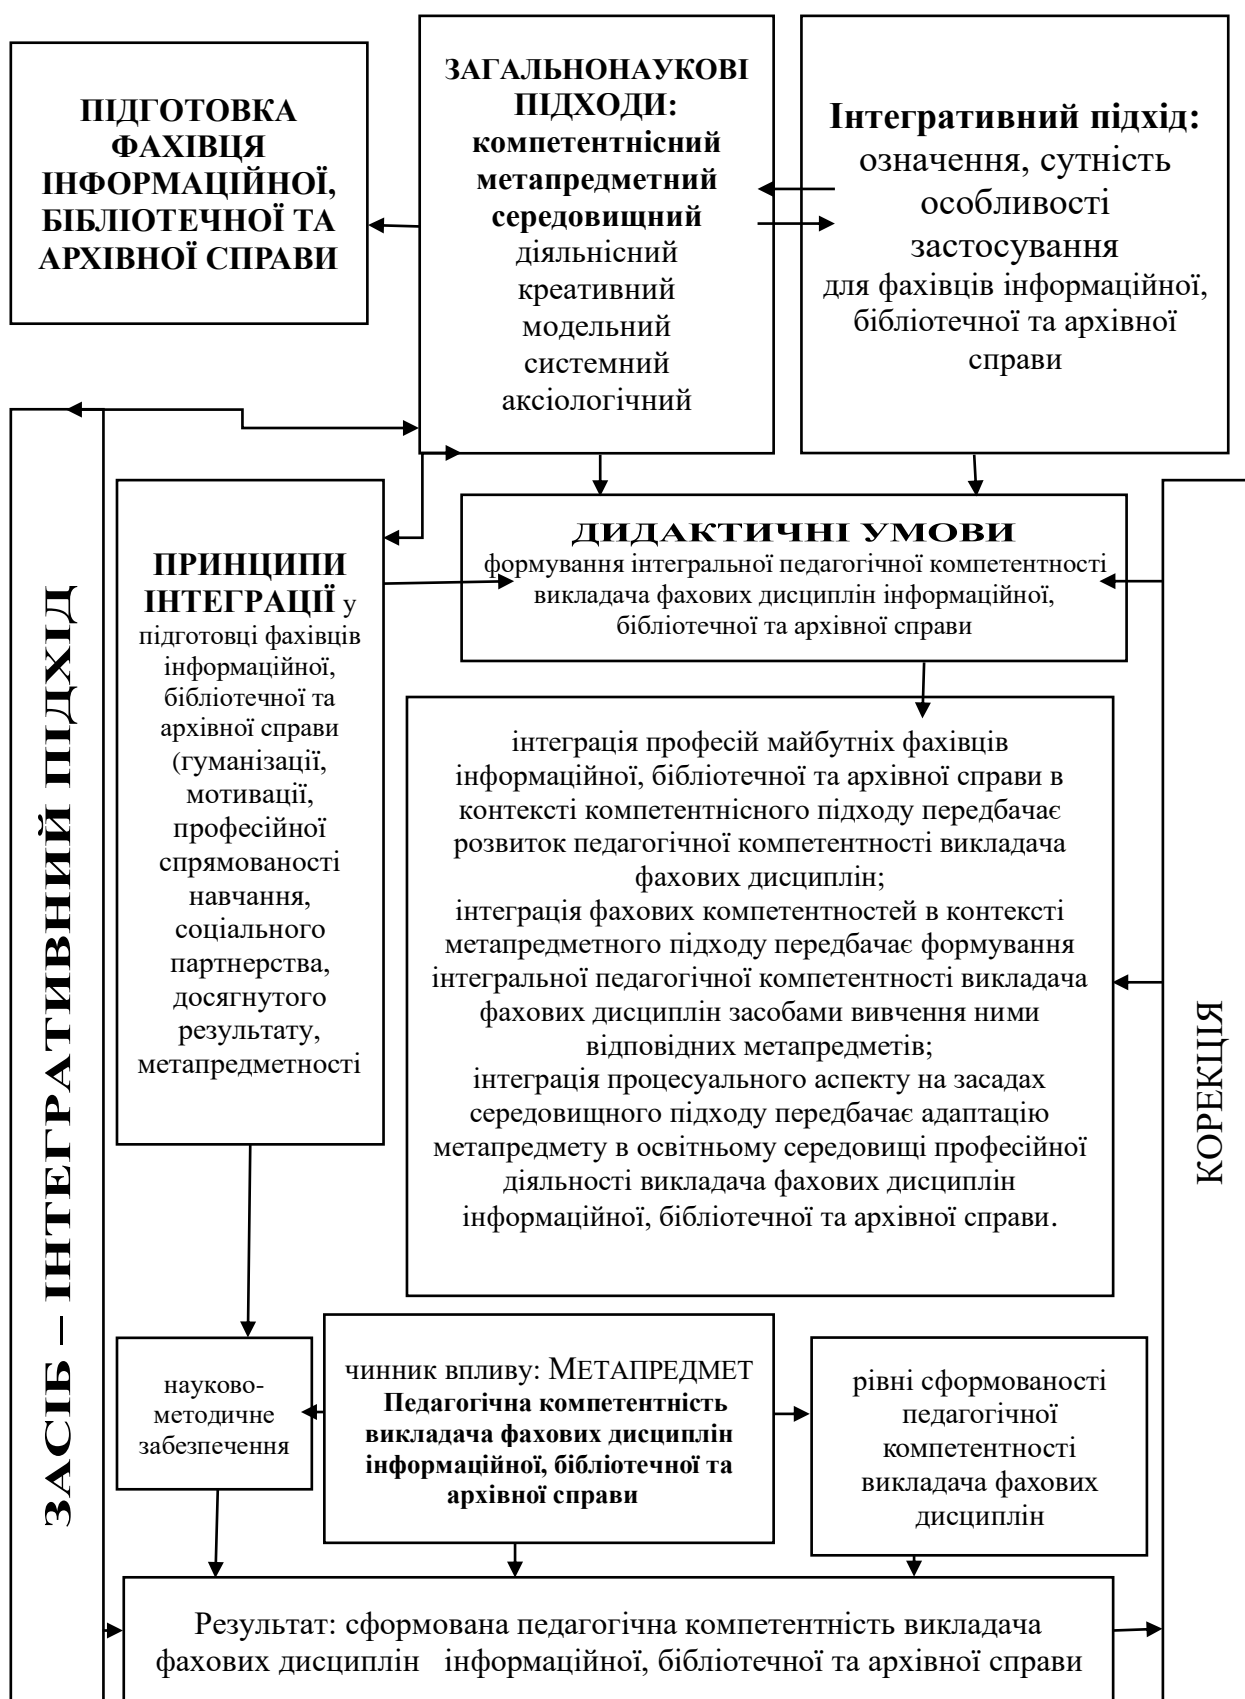 ПІДГОТОВКА
ФАХІВЦЯ
ІНФОРМАЦІЙНОЇ,
БІБЛІОТЕЧНОЇ ТА
АРХІВНОЇ СПРАВИ
ЗАГАЛЬНОНАУКОВІ
ПІДХОДИ:
компетентнісний
метапредметний
середовищний
діяльнісний
креативний
модельний
системний
аксіологічний
Інтегративний підхід:
означення, сутність
особливості
застосування
для фахівців інформаційної,
бібліотечної та архівної
справи
ЗАСІБ – ІНТЕГРАТИВНИЙ ПІДХІД
ПРИНЦИПИ
ІНТЕГРАЦІЇ у
підготовці фахівців
інформаційної,
бібліотечної та
архівної справи
(гуманізації,
мотивації,
професійної
спрямованості
навчання,
соціального
партнерства,
досягнутого
результату,
метапредметності
ДИДАКТИЧНІ УМОВИ
формування інтегральної педагогічної компетентності
викладача фахових дисциплін інформаційної,
бібліотечної та архівної справи
інтеграція професій майбутніх фахівців
інформаційної, бібліотечної та архівної справи в
контексті компетентнісного підходу передбачає
розвиток педагогічної компетентності викладача
фахових дисциплін;
інтеграція фахових компетентностей в контексті
метапредметного підходу передбачає формування
інтегральної педагогічної компетентності викладача
фахових дисциплін засобами вивчення ними
відповідних метапредметів;
інтеграція процесуального аспекту на засадах
середовищного підходу передбачає адаптацію
метапредмету в освітньому середовищі професійної
діяльності викладача фахових дисциплін
інформаційної, бібліотечної та архівної справи.
КОРЕКЦІЯ
науково-
методичне
забезпечення
чинник впливу: МЕТАПРЕДМЕТ
Педагогічна компетентність
викладача фахових дисциплін
інформаційної, бібліотечної та
архівної справи
рівні сформованості
педагогічної
компетентності
викладача фахових
дисциплін
Результат: сформована педагогічна компетентність викладача
фахових дисциплін інформаційної, бібліотечної та архівної справи